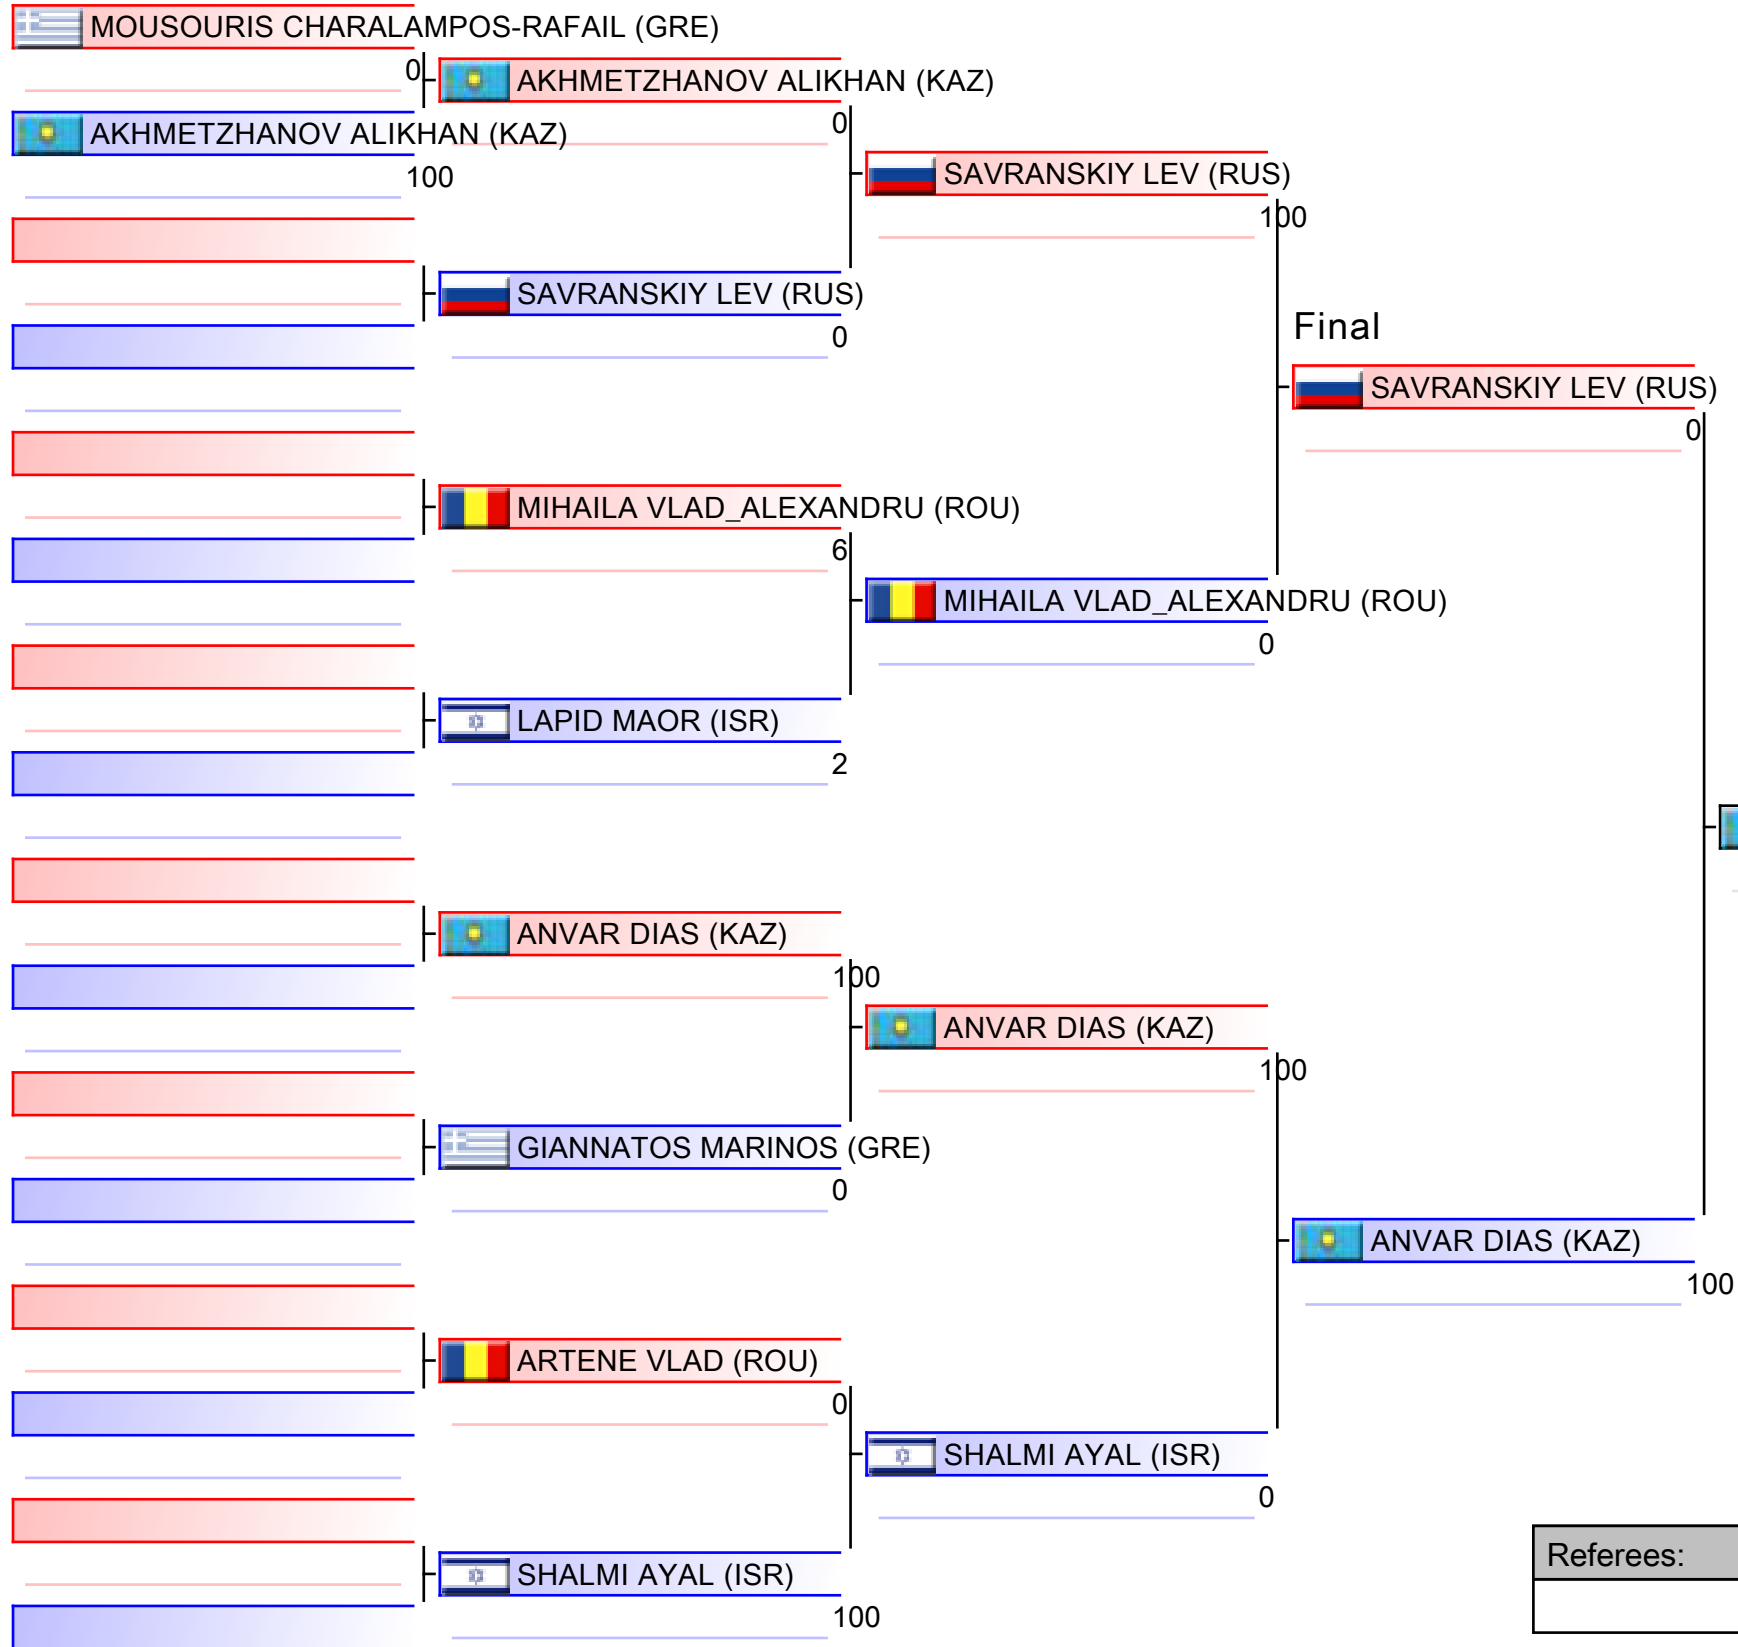 MOUSOURIS CHARALAMPOS-RAFAIL (GRE)
0
AKHMETZHANOV ALIKHAN (KAZ)
100
AKHMETZHANOV ALIKHAN (KAZ)
0
SAVRANSKIY LEV (RUS)
0
MIHAILA VLAD_ALEXANDRU (ROU)
6
LAPID MAOR (ISR)
2
ANVAR DIAS (KAZ)
100
GIANNATOS MARINOS (GRE)
0
ARTENE VLAD (ROU)
0
SHALMI AYAL (ISR)
100
SAVRANSKIY LEV (RUS)
100
MIHAILA VLAD_ALEXANDRU (ROU)
0
ANVAR DIAS (KAZ)
100
SHALMI AYAL (ISR)
0
Final
SAVRANSKIY LEV (RUS)
0
ANVAR DIAS (KAZ)
100
Referees: